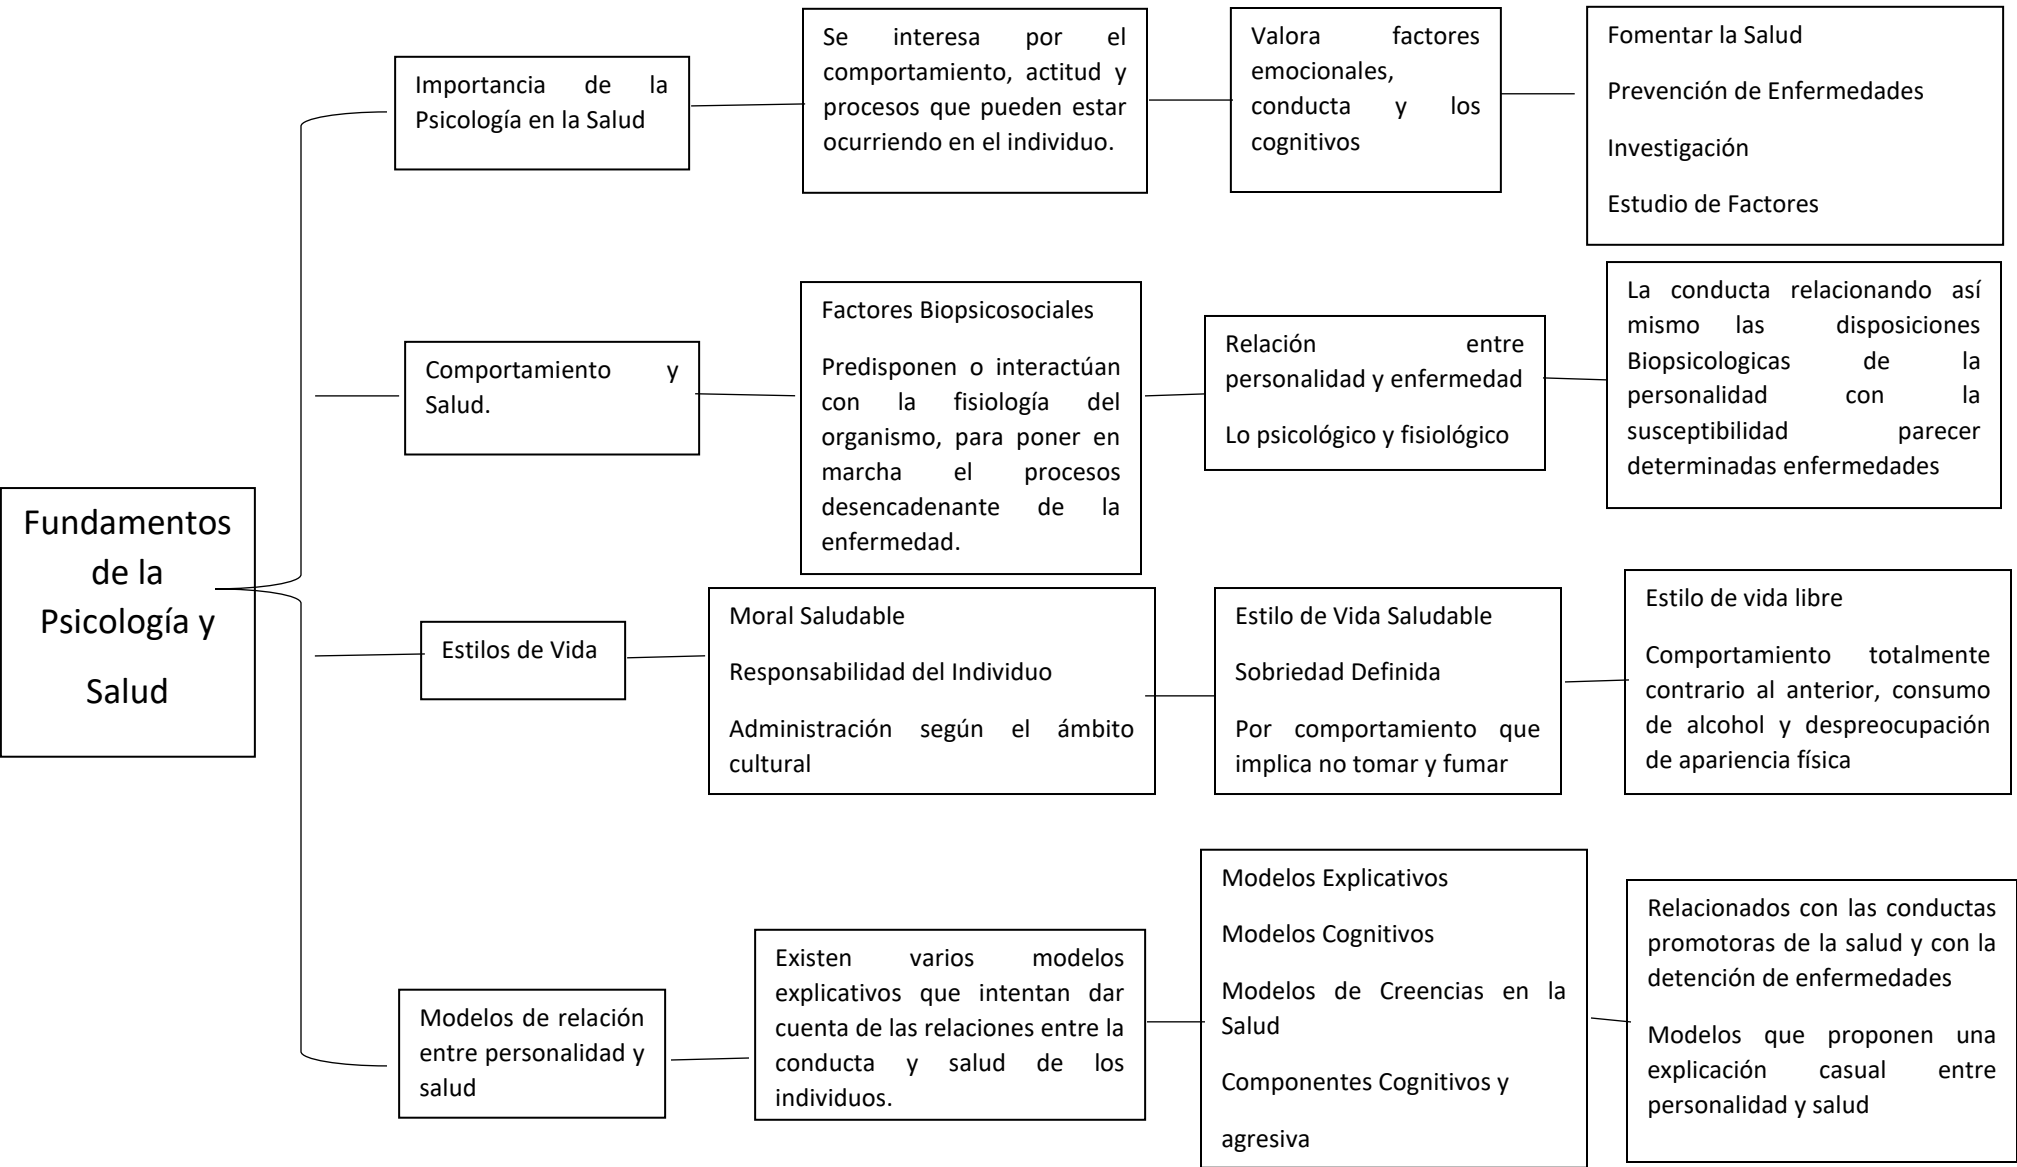 Fundamentos
de la
Psicología y
Salud
Importancia de la
Psicología en la Salud
Se interesa por el
comportamiento, actitud y
procesos que pueden estar
ocurriendo en el individuo.
Valora factores
emocionales,
conducta y los
cognitivos
Fomentar la Salud
Prevención de Enfermedades
Investigación
Estudio de Factores
Comportamiento y
Salud.
Factores Biopsicosociales
Predisponen o interactúan
con la fisiología del
organismo, para poner en
marcha el procesos
desencadenante de la
enfermedad.
Relación entre
personalidad y enfermedad
Lo psicológico y fisiológico
La conducta relacionando así
mismo las disposiciones
Biopsicologicas de la
personalidad con la
susceptibilidad parecer
determinadas enfermedades
Estilos de Vida
Moral Saludable
Responsabilidad del Individuo
Administración según el ámbito
cultural
Estilo de Vida Saludable
Sobriedad Definida
Por comportamiento que
implica no tomar y fumar
Estilo de vida libre
Comportamiento totalmente
contrario al anterior, consumo
de alcohol y despreocupación
de apariencia física
Modelos de relación
entre personalidad y
salud
Existen varios modelos
explicativos que intentan dar
cuenta de las relaciones entre la
conducta y salud de los
individuos.
Modelos Explicativos
Modelos Cognitivos
Modelos de Creencias en la
Salud
Componentes Cognitivos y
agresiva
Relacionados con las conductas
promotoras de la salud y con la
detención de enfermedades
Modelos que proponen una
explicación casual entre
personalidad y salud